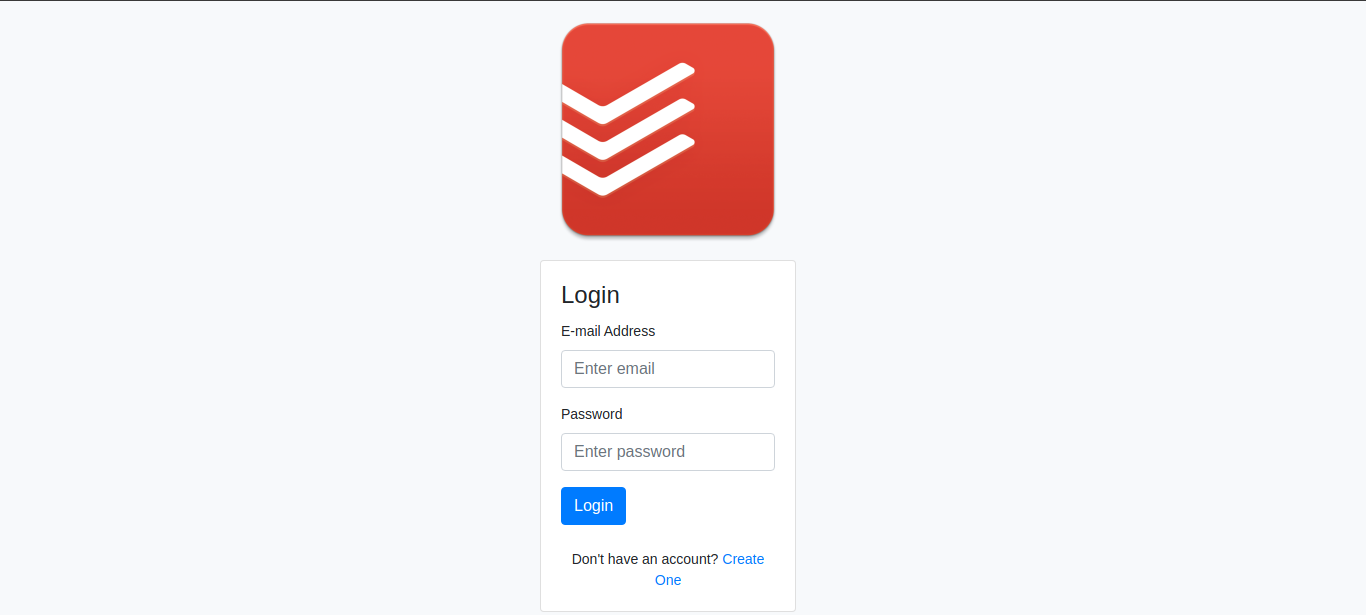 Login
E-mail Address
Enter email
Password
Enter password
Login
Don't have an account? Create
One